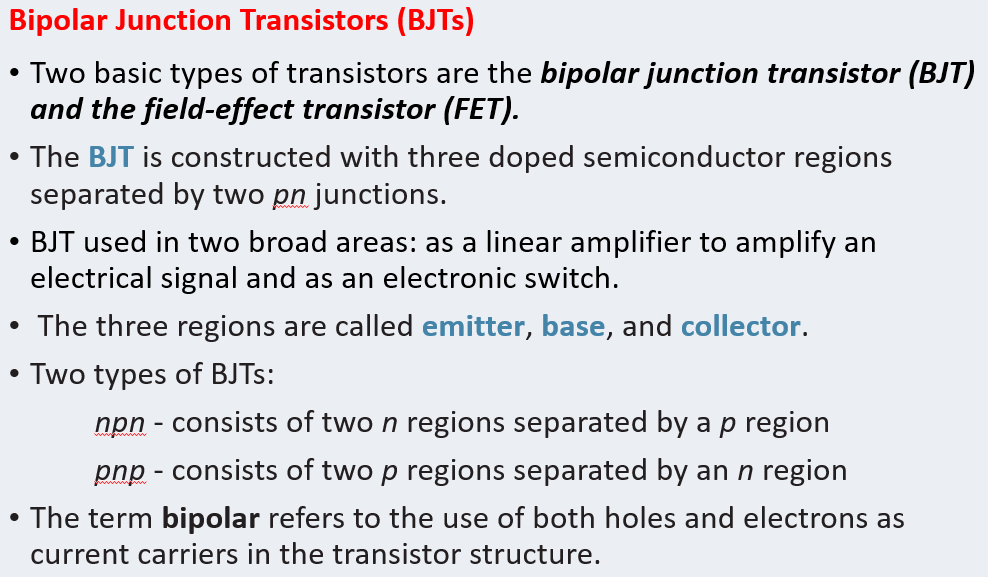 Bipolar Junction Transistors (BJTs)
• Two basic types of transistors are the bipolar junction transistor (BJT)
and the field-effect transistor (FET).
• The BJT is constructed with three doped semiconductor regions
separated by two pn junctions.
• BJT used in two broad areas: as a linear amplifier to amplify an
electrical signal and as an electronic switch.
• The three regions are called emitter, base, and collector.
• Two types of BJTs:
npn - consists of two n regions separated by a p region
pnp - consists of two p regions separated by an n region
• The term bipolar refers to the use of both holes and electrons as
current carriers in the transistor structure.